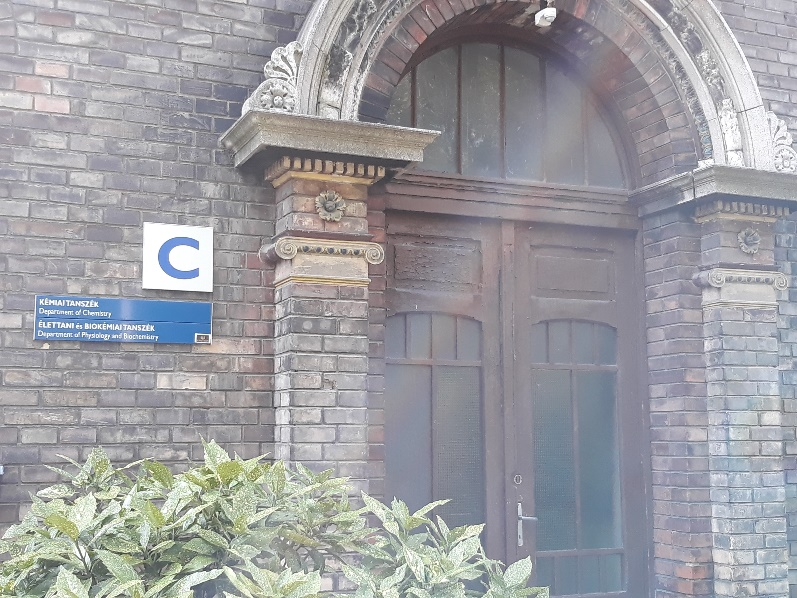 C
KÉMIAI TANSZÉK
Department of Chemistry
ÉLETTANI és BIOKÉMIAI TANSZÉK
Department of Physiology and Biochemistry